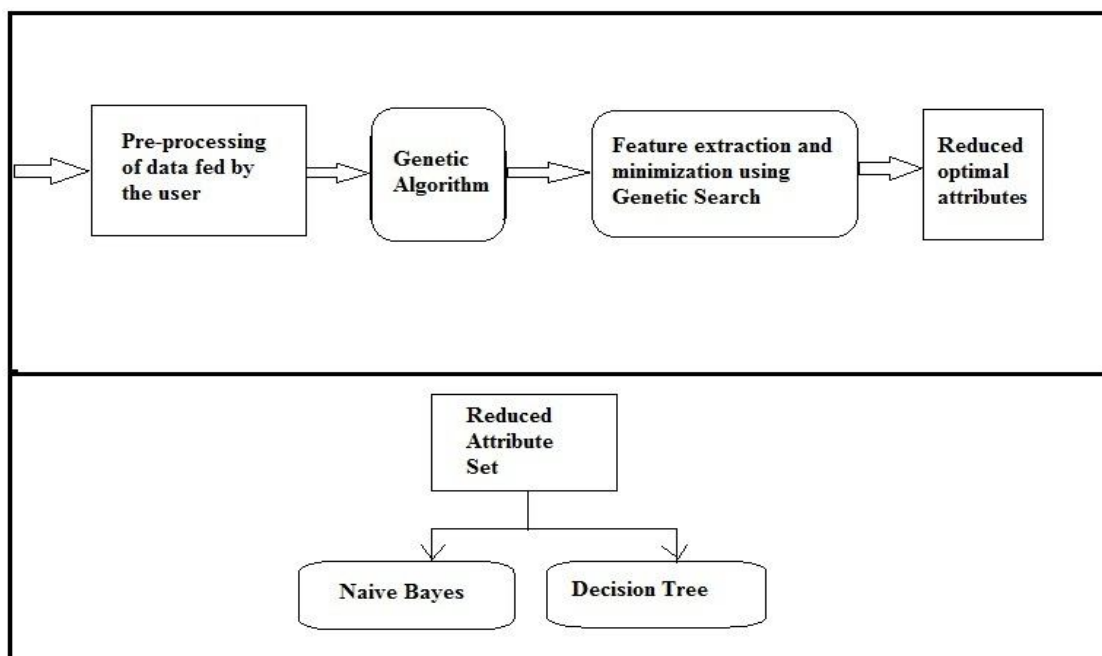 Pre-processing
of data fed by
the user
Genetic
Algorithm
Feature extraction and
minimization using
Genetic Search
Reduced
optimal
attributes
Reduced
Attribute
Set
Naive Bayes
Decision Tree